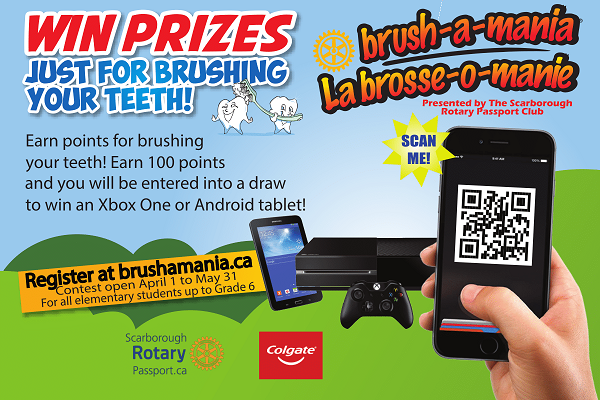 WIN PRIZES
JUST FOR BRUSHING
YOUR TEETH!
brush-a-mania
La brosse-o-manie
Presented by The Scarborough
Rotary Passport Club
Earn points for brushing
your teeth! Earn 100 points
and you will be entered into a draw
to win an Xbox One or Android tablet!
SCAN
ME!
Register at brushamania.ca
Contest open April 1 to May 31
For all elementary students up to Grade 6
Scarborough
Rotary
Passport.ca
Colgate